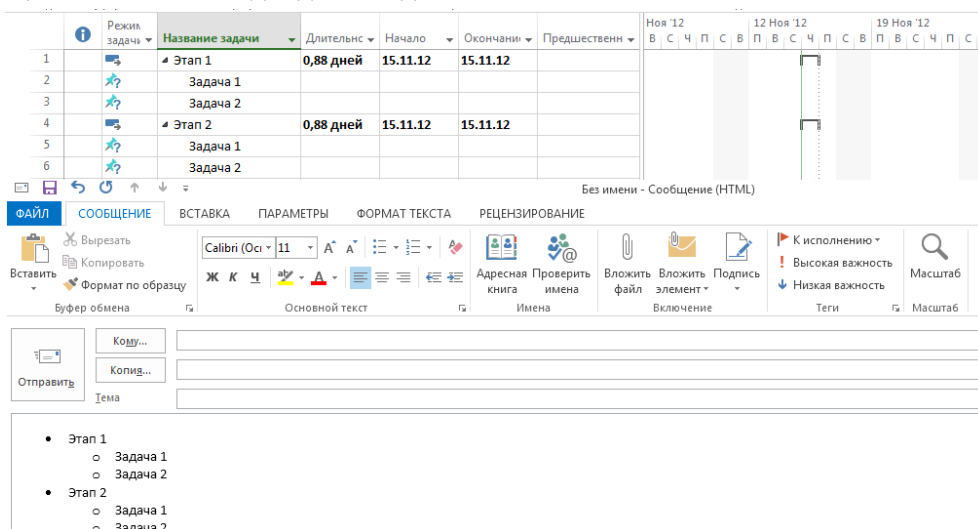 Ноя '12 12 Ноя '12 19 Ноя '12
Режим задачи Название задачи Длительнс Начало Окончани Предшественн В С Ч П С В П В С Ч П С В П В С Ч П С
1 Этап 1 0,88 дней 15.11.12 15.11.12
2 Задача 1
3 Задача 2
4 Этап 2 0,88 дней 15.11.12 15.11.12
5 Задача 1
6 Задача 2
Без имени - Сообщение (HTML)
ФАЙЛ СООБЩЕНИЕ ВСТАВКА ПАРАМЕТРЫ ФОРМАТ ТЕКСТА РЕЦЕНЗИРОВАНИЕ
Вставить Вырезать Копировать Формат по образцу
Calibri (Осн 11
Ж К Ч
Адресная книга Проверить имена Вложить файл Вложить элемент Подпись
К исполнению
Высокая важность
Низкая важность
Масштаб
Буфер обмена Основной текст Имена Включение Теги Масштаб
Отправить
Кому...
Копия...
Тема
• Этап 1
o Задача 1
o Задача 2
• Этап 2
o Задача 1
o Задача 2